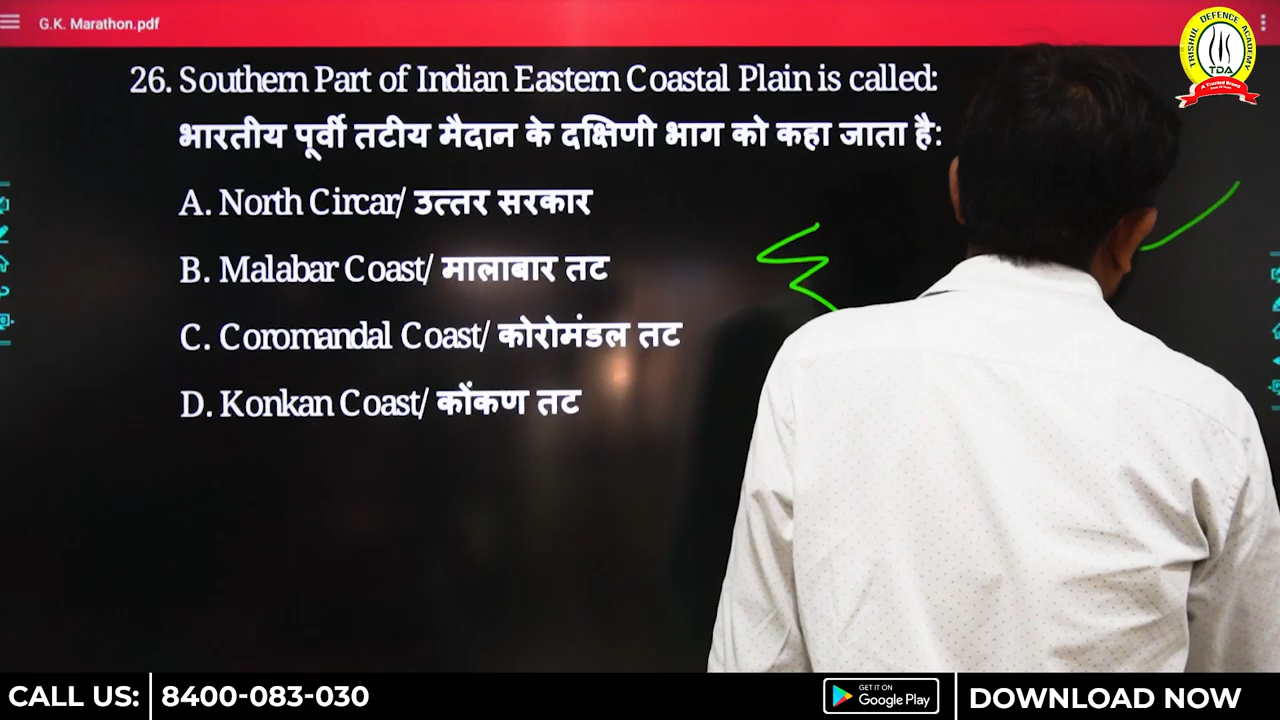 G.K. Marathon.pdf
TRISHUL DEFENCE ACADEMY
TDA
26. Southern Part of Indian Eastern Coastal Plain is called:
भारतीय पूर्वी तटीय मैदान के दक्षिणी भाग को कहा जाता है:
A. North Circar/ उत्तर सरकार
B. Malabar Coast/ मालाबार तट
C. Coromandal Coast/ कोरोमंडल तट
D. Konkan Coast/ कोंकण तट
CALL US: 8400-083-030 GET IT ON Google Play DOWNLOAD NOW